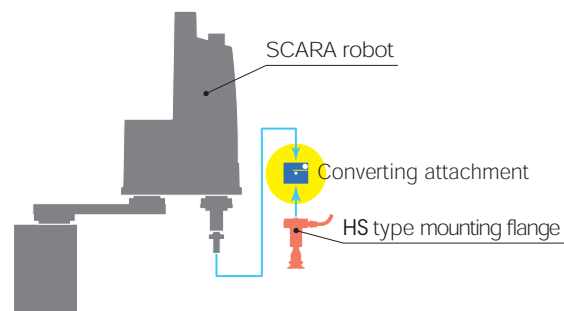 SCARA robot
Converting attachment
HS type mounting flange